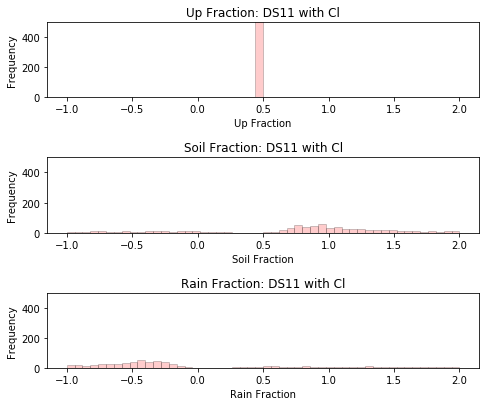 Up Fraction: DS11 with Cl
400
200
0
Frequency
−1.0 −0.5 0.0 0.5 1.0 1.5 2.0
Up Fraction
Soil Fraction: DS11 with Cl
400
200
0
Frequency
−1.0 −0.5 0.0 0.5 1.0 1.5 2.0
Soil Fraction
Rain Fraction: DS11 with Cl
400
200
0
Frequency
−1.0 −0.5 0.0 0.5 1.0 1.5 2.0
Rain Fraction